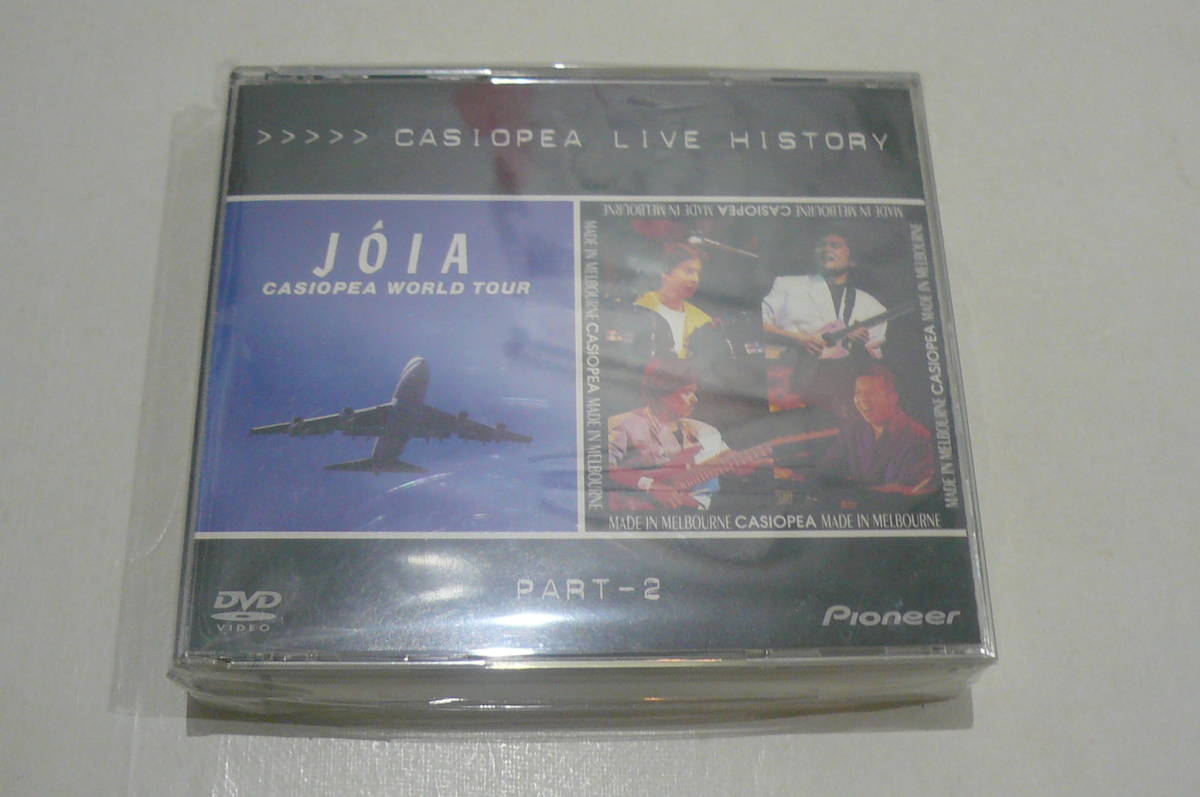 >>>>> CASIOPEA LIVE HISTORY
JÓIA
CASIOPEA WORLD TOUR
MADE IN MELBOURNE CASIOPEA MADE IN MELBOURNE
MADE IN MELBOURNE CASIOPEA MADE IN MELBOURNE
MADE IN MELBOURNE CASIOPEA MADE IN MELBOURNE
MADE IN MELBOURNE CASIOPEA MADE IN MELBOURNE
PART-2
DVD
VIDEO
Pioneer